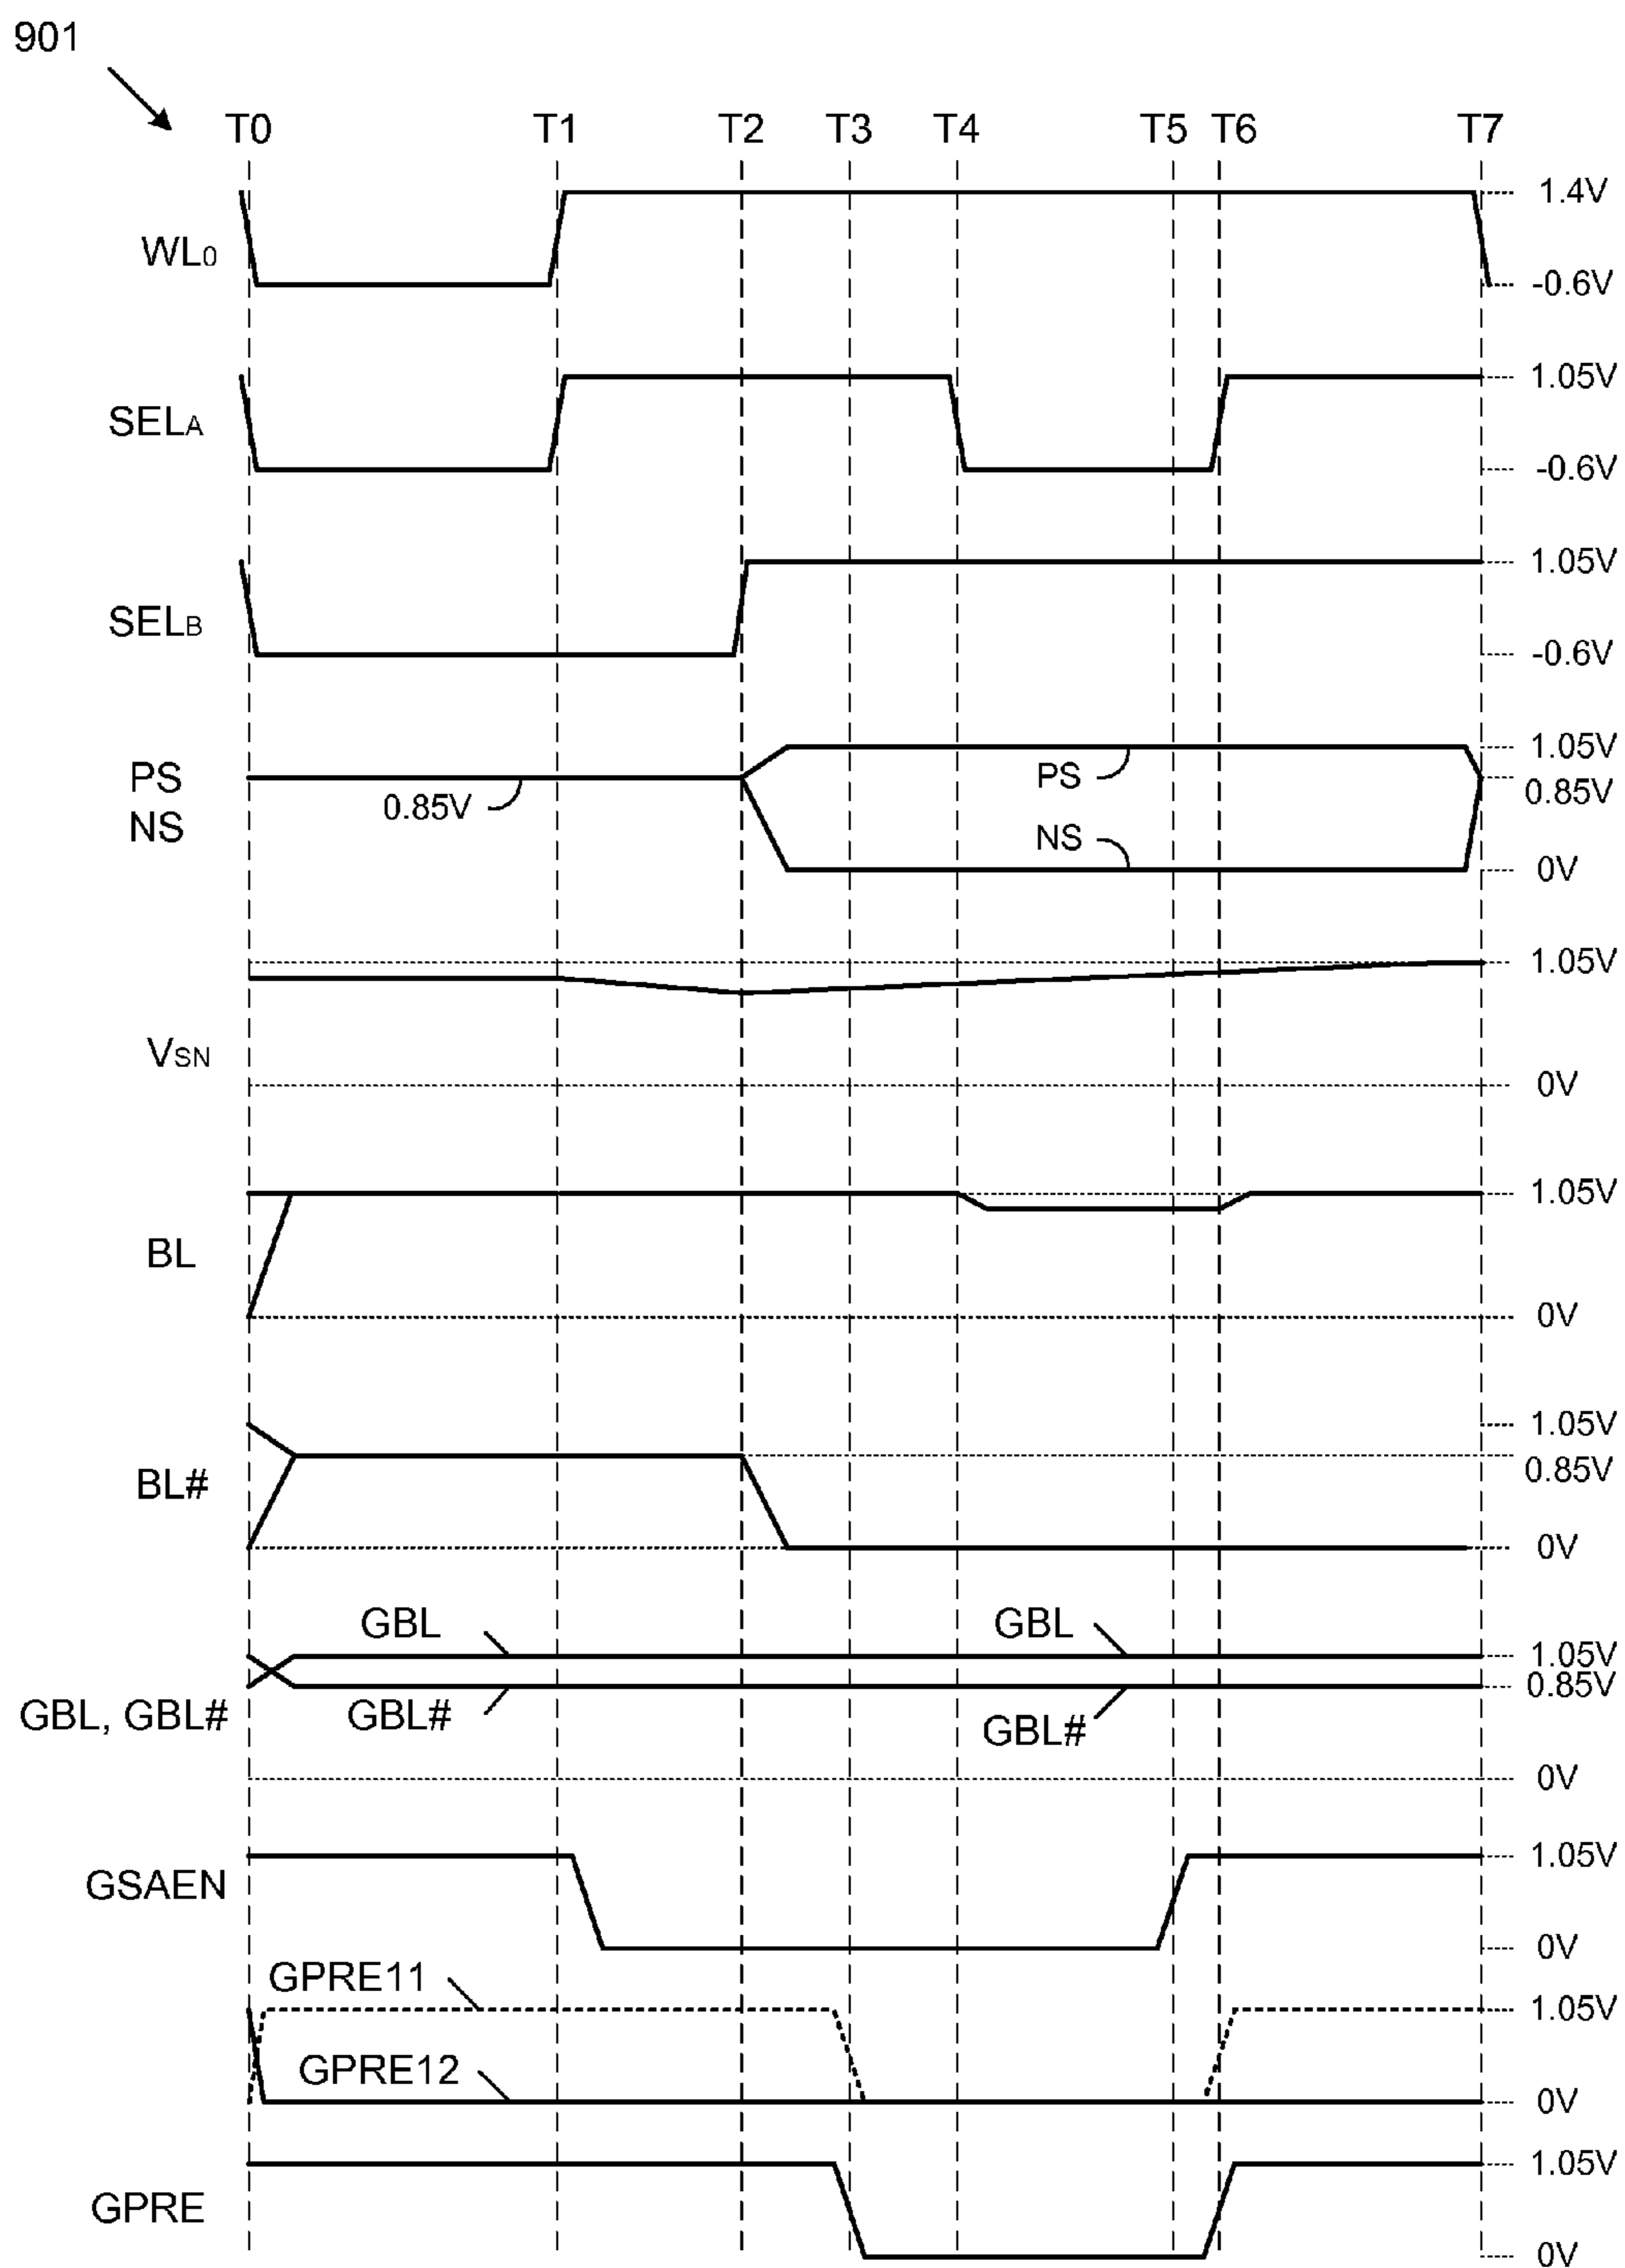 901
T0 T1 T2 T3 T4 T5 T6 T7
1.4V
WL0
-0.6V
1.05V
SELA
-0.6V
1.05V
SELB
-0.6V
1.05V
PS PS
0.85V 0.85V
NS NS
0V
1.05V
VSN
0V
1.05V
BL
0V
1.05V
0.85V
BL#
0V
GBL GBL
1.05V
0.85V
GBL, GBL# GBL# GBL#
0V
1.05V
GSAEN
0V
GPRE11
1.05V
GPRE12
0V
1.05V
GPRE
0V